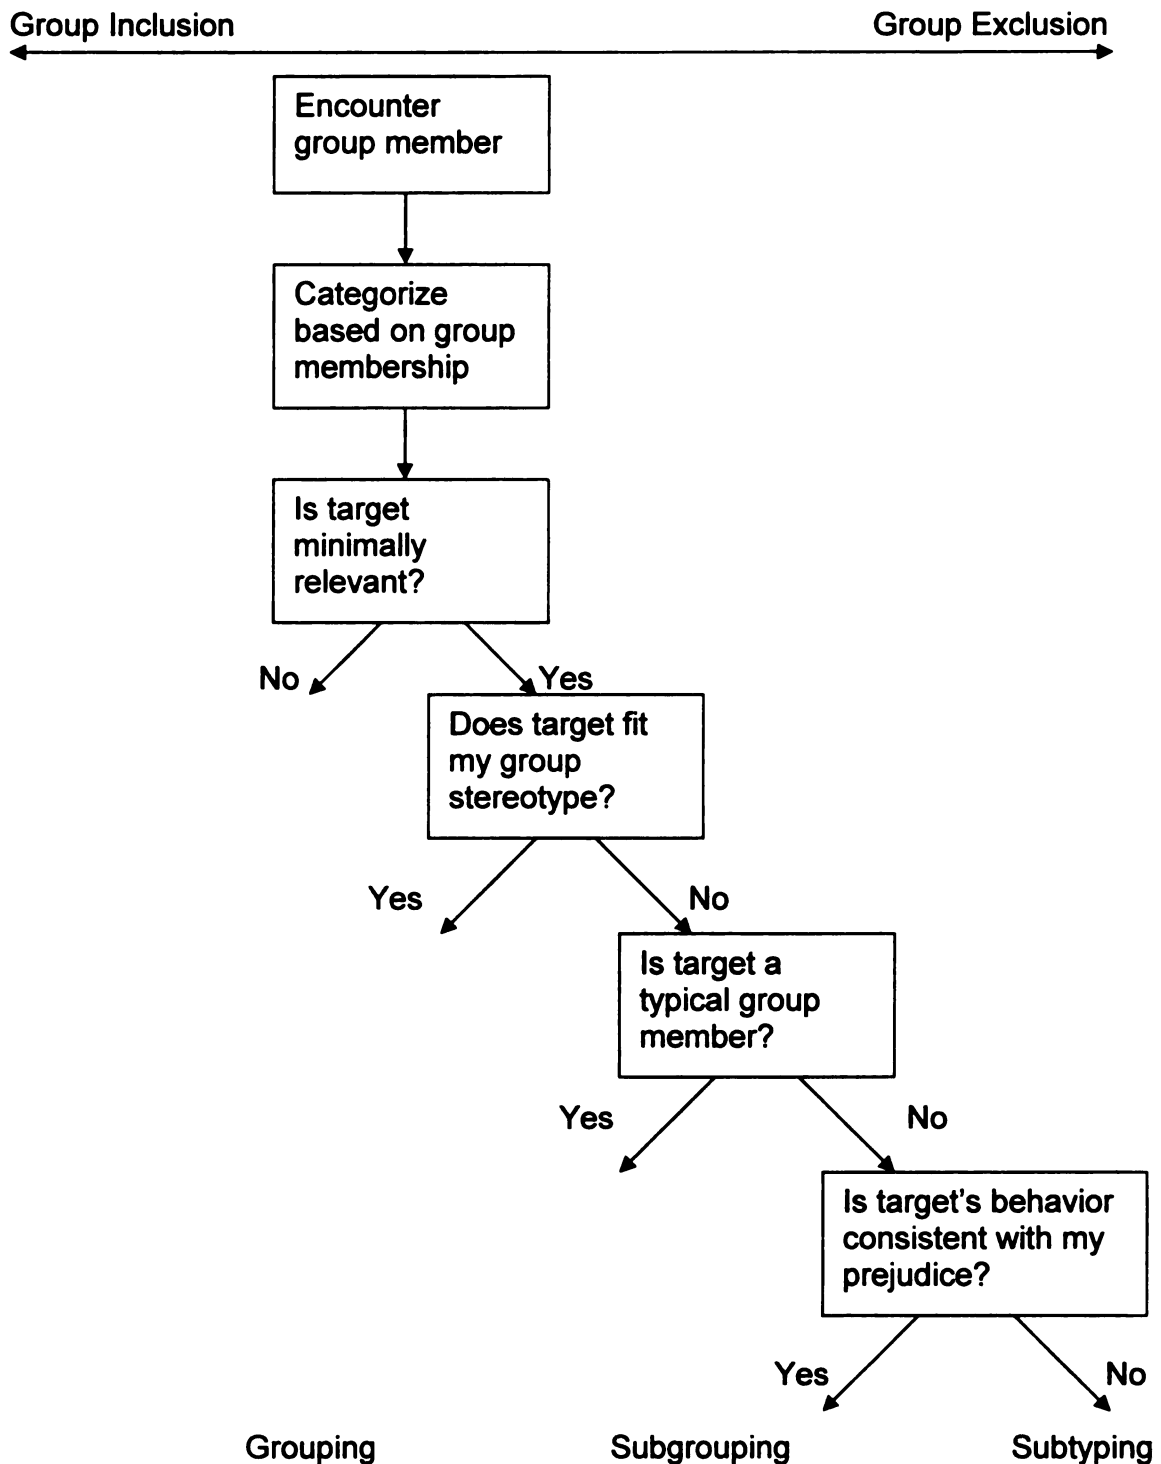 Group Inclusion
Group Exclusion
Encounter
group member
Categorize
based on group
membership
Is target
minimally
relevant?
No
Yes
Does target fit
my group
stereotype?
Yes
No
Is target a
typical group
member?
Yes
No
Is target's behavior
consistent with my
prejudice?
Yes
No
Grouping
Subgrouping
Subtyping